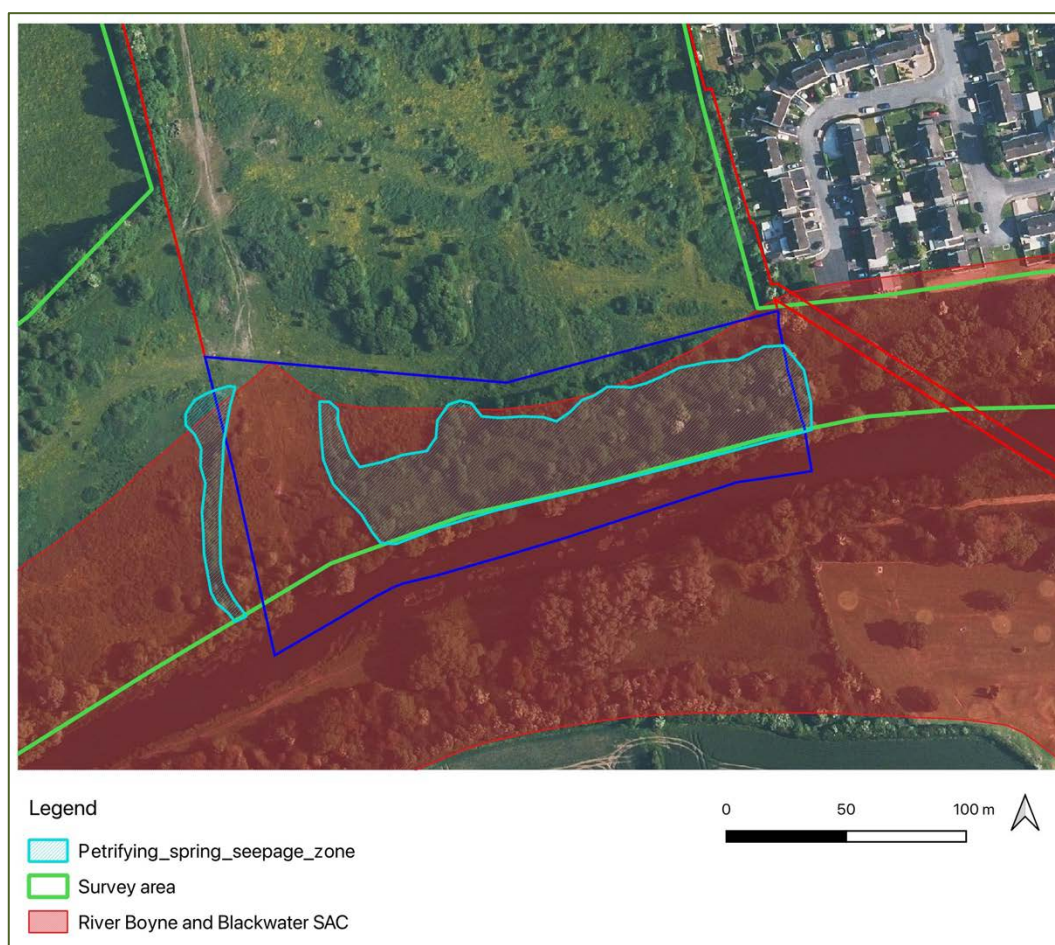 Legend
Petrifying_spring_seepage_zone
Survey area
River Boyne and Blackwater SAC
0 50 100 m